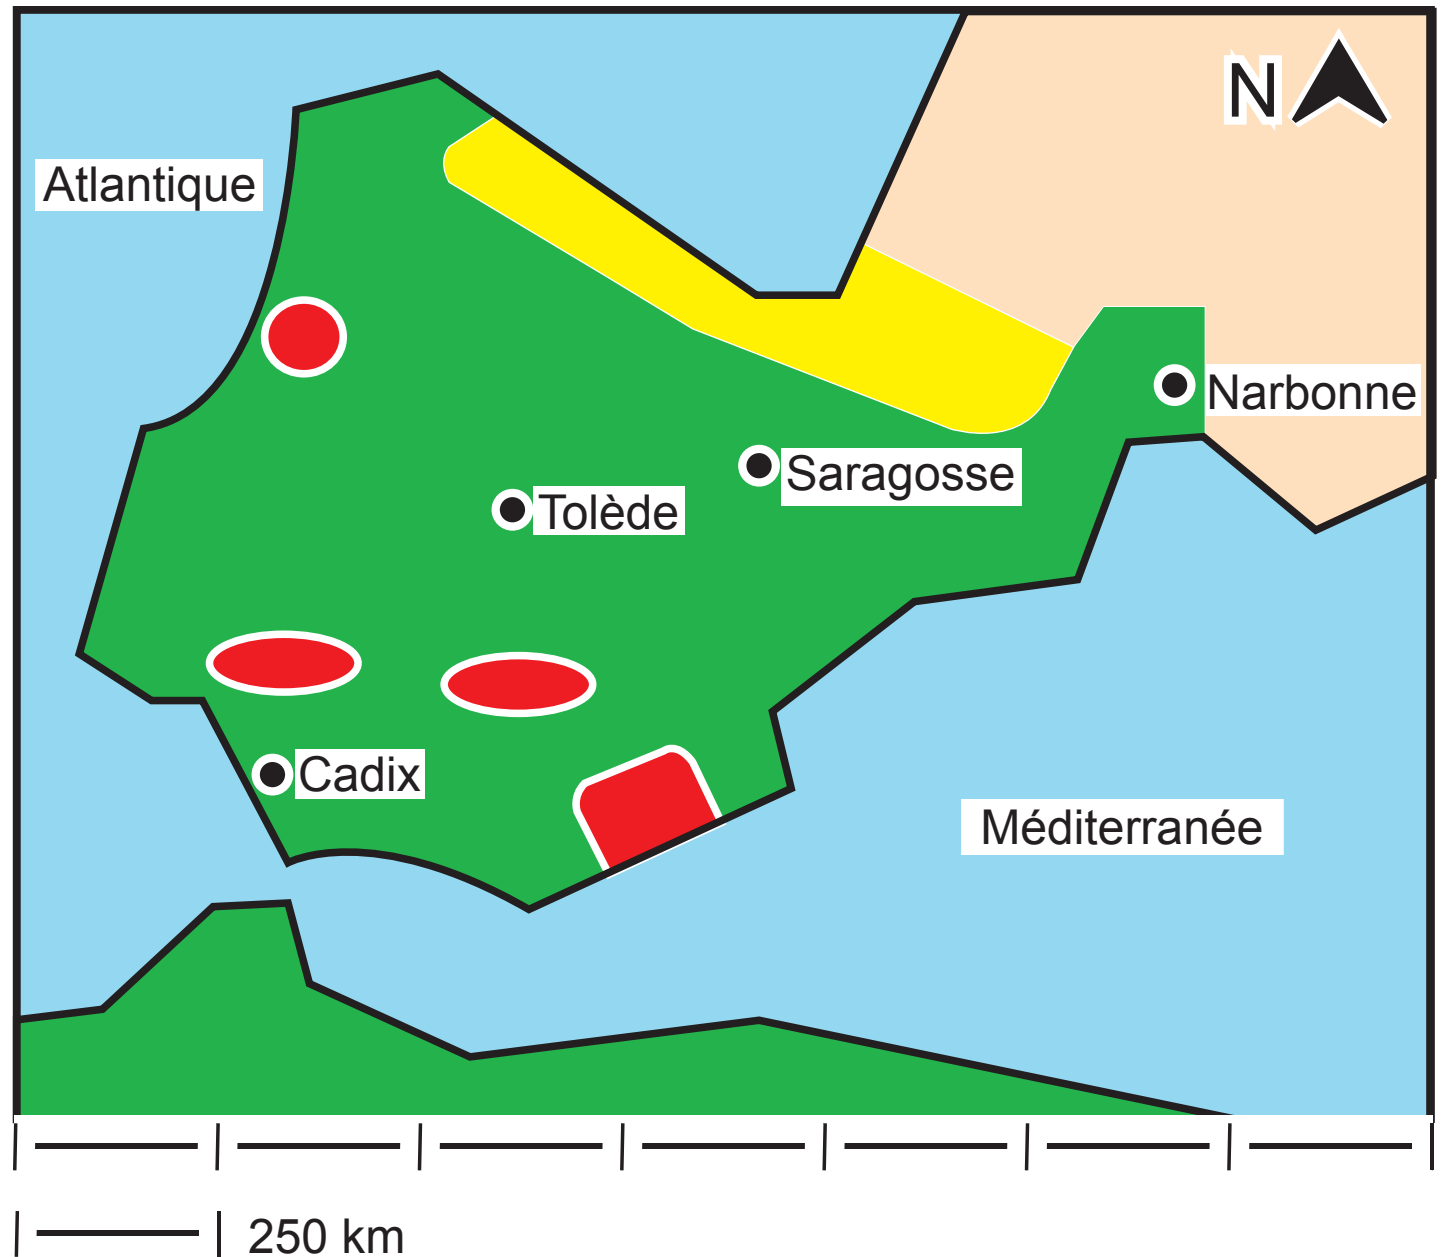 N
Atlantique
Narbonne
Saragosse
Tolède
Cadix
Méditerranée
250 km